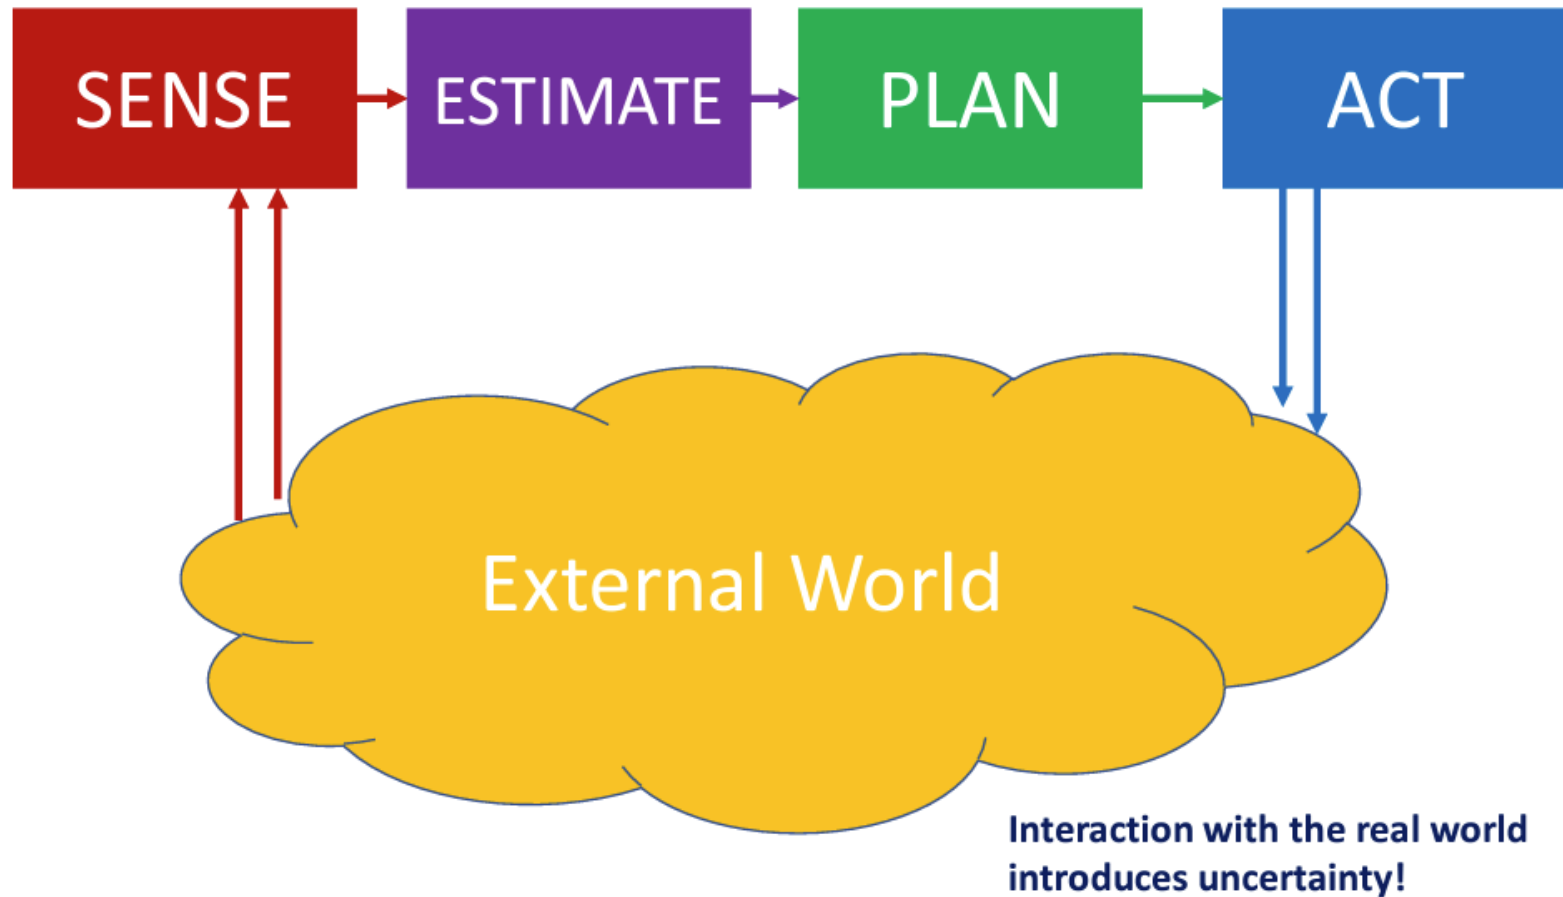 SENSE
ESTIMATE
PLAN
ACT
External World
Interaction with the real world
introduces uncertainty!